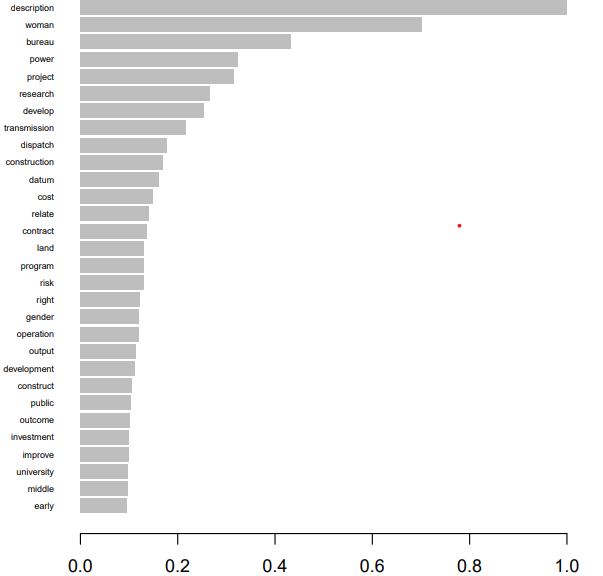 description
woman
bureau
power
project
research
develop
transmission
dispatch
construction
datum
cost
relate
contract
land
program
risk
right
gender
operation
output
development
construct
public
outcome
investment
improve
university
middle
early
0.0 0.2 0.4 0.6 0.8 1.0